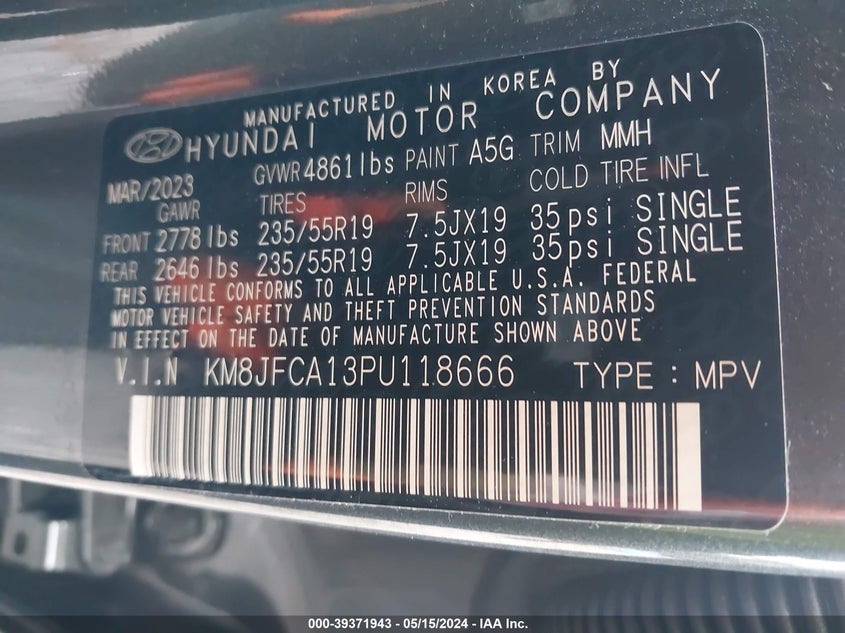 MANUFACTURED IN KOREA BY
HYUNDAI MOTOR COMPANY
MAR/2023 GVWR 4861lbs PAINT A5G TRIM MMH
GAWR TIRES RIMS COLD TIRE INFL
FRONT 2778 lbs 235/55R19 7.5JX19 35psi SINGLE
REAR 2646 lbs 235/55R19 7.5JX19 35psi SINGLE
THIS VEHICLE CONFORMS TO ALL APPLICABLE U.S.A. FEDERAL
MOTOR VEHICLE SAFETY AND THEFT PREVENTION STANDARDS
IN EFFECT ON THE DATE OF MANUFACTURE SHOWN ABOVE
V.I.N KM8JFCA13PU118666 TYPE : MPV
000-39371943 - 05/15/2024 - IAA Inc.